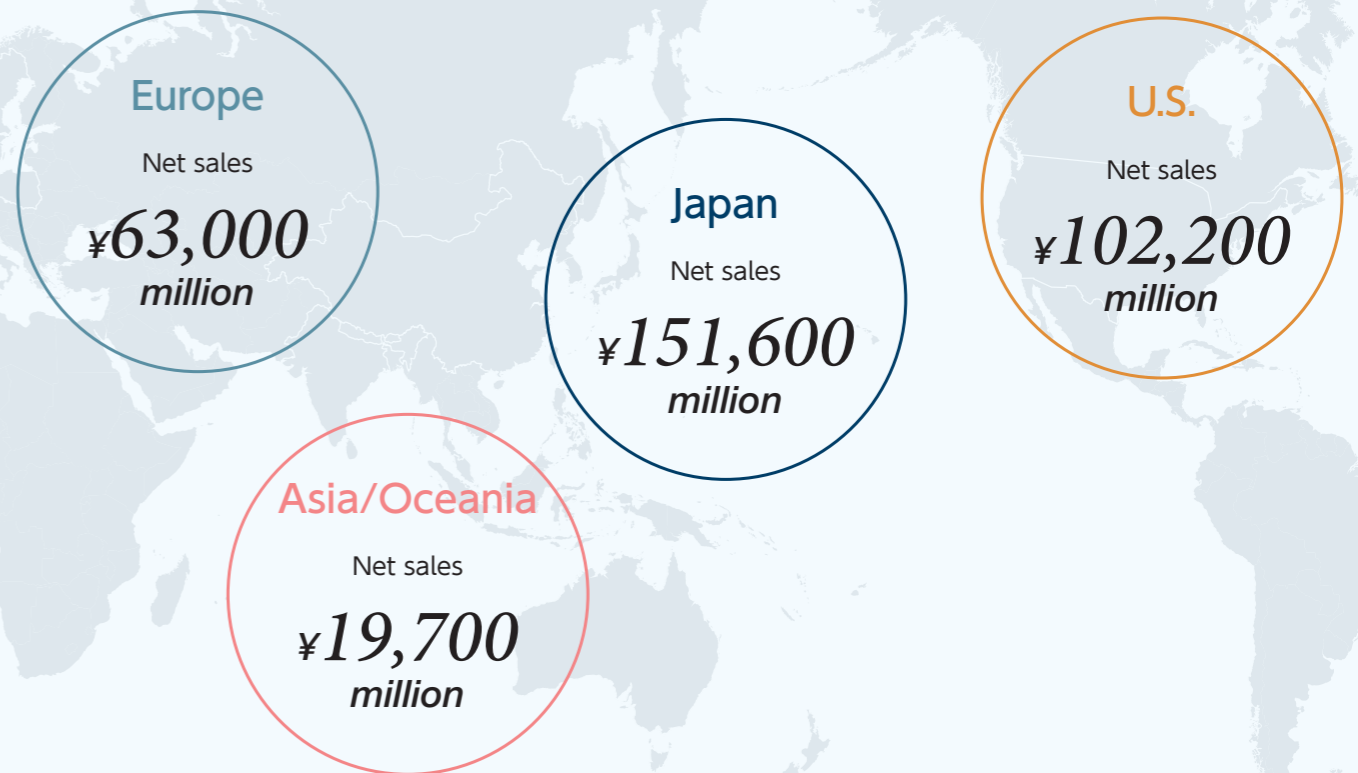 Europe
Net sales
¥63,000
million
Japan
Net sales
¥151,600
million
U.S.
Net sales
¥102,200
million
Asia/Oceania
Net sales
¥19,700
million